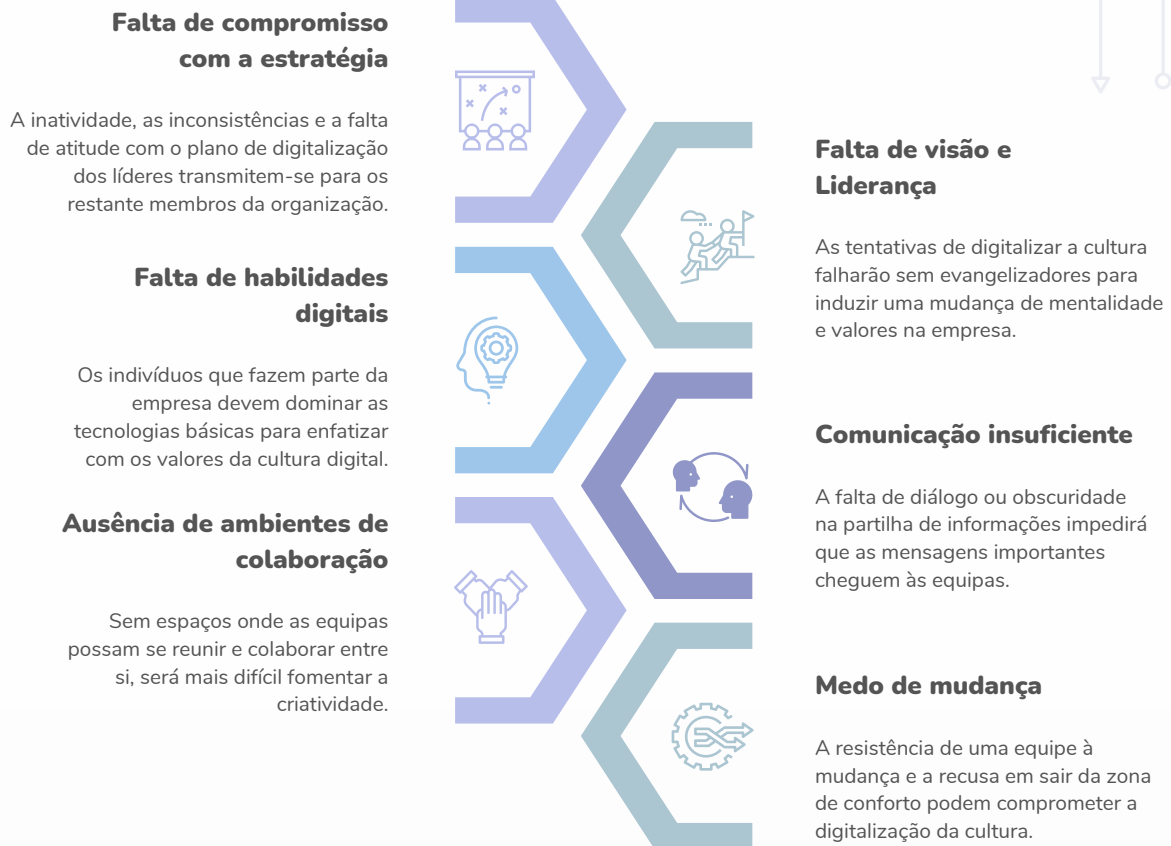 Falta de compromisso
com a estratégia
A inatividade, as inconsistências e a falta
de atitude com o plano de digitalização
dos líderes transmitem-se para os
restante membros da organização.
Falta de visão e
Liderança
As tentativas de digitalizar a cultura
falharão sem evangelizadores para
induzir uma mudança de mentalidade
e valores na empresa.
Falta de habilidades
digitais
Os indivíduos que fazem parte da
empresa devem dominar as
tecnologias básicas para enfatizar
com os valores da cultura digital.
Comunicação insuficiente
A falta de diálogo ou obscuridade
na partilha de informações impedirá
que as mensagens importantes
cheguem às equipas.
Ausência de ambientes de
colaboração
Sem espaços onde as equipas
possam se reunir e colaborar entre
si, será mais difícil fomentar a
criatividade.
Medo de mudança
A resistência de uma equipe à
mudança e a recusa em sair da zona
de conforto podem comprometer a
digitalização da cultura.